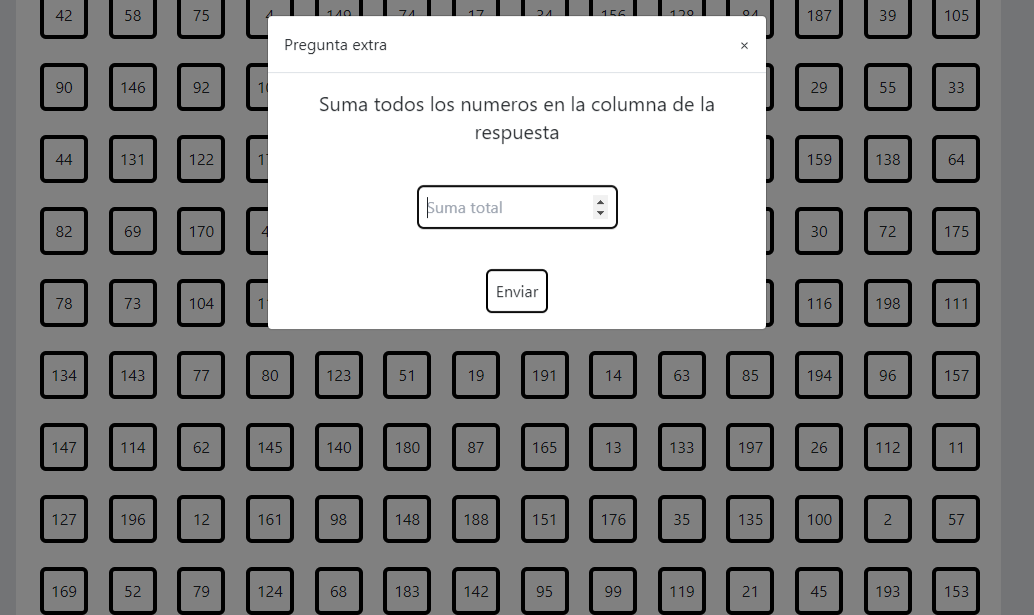 42 58 75 4 149 74 17 34 156 128 84 187 39 105
Pregunta extra ×
90 146 92 29 55 33
Suma todos los numeros en la columna de la
respuesta
44 131 122 159 138 64
Suma total
82 69 170 30 72 175
Enviar
78 73 104 116 198 111
134 143 77 80 123 51 19 191 14 63 85 194 96 157
147 114 62 145 140 180 87 165 13 133 197 26 112 11
127 196 12 161 98 148 188 151 176 35 135 100 2 57
169 52 79 124 68 183 142 95 99 119 21 45 193 153